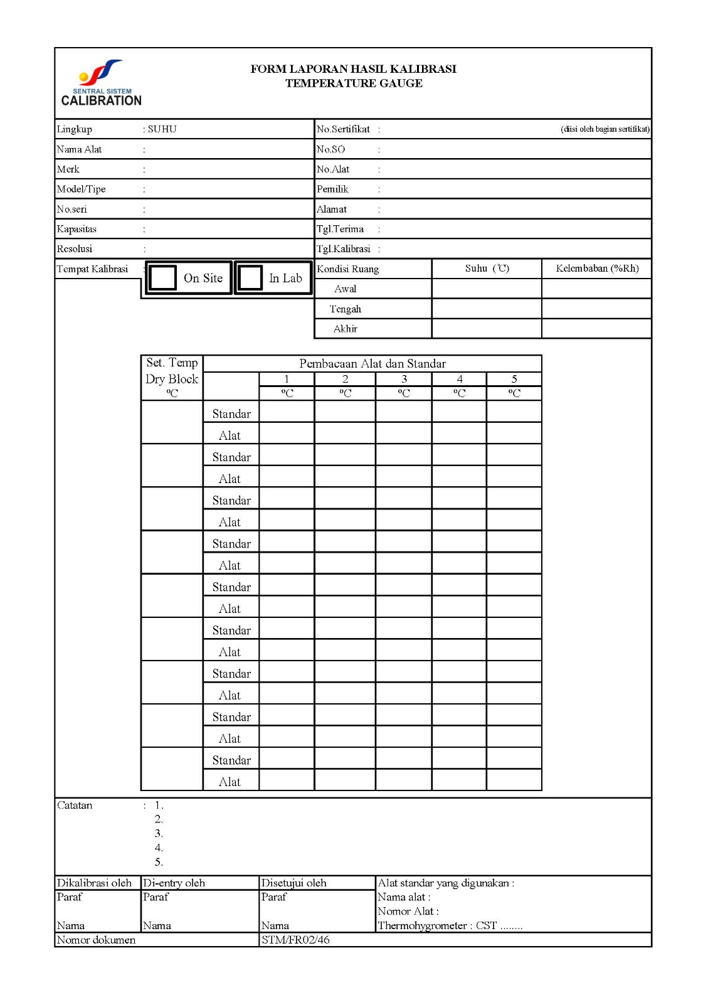 SENTRAL SISTEM
CALIBRATION
FORM LAPORAN HASIL KALIBRASI
TEMPERATURE GAUGE
Lingkup : SUHU No.Sertifikat : (diisi oleh bagian sertifikat)
Nama Alat : No.SO :
Merk : No.Alat :
Model/Tipe : Pemilik :
No.seri : Alamat :
Kapasitas : Tgl.Terima :
Resolusi : Tgl.Kalibrasi :
Tempat Kalibrasi : On Site In Lab Kondisi Ruang Suhu (℃) Kelembaban (%Rh)
Awal
Tengah
Akhir
Set. Temp Pembacaan Alat dan Standar
Dry Block 1 2 3 4 5
ºC ºC ºC ºC ºC ºC
Standar
Alat
Standar
Alat
Standar
Alat
Standar
Alat
Standar
Alat
Standar
Alat
Standar
Alat
Standar
Alat
Standar
Alat
Catatan : 1.
2.
3.
4.
5.
Dikalibrasi oleh Di-entry oleh Disetujui oleh Alat standar yang digunakan :
Paraf Paraf Paraf Nama alat :
Nomor Alat :
Nama Nama Nama Thermohygrometer : CST ........
Nomor dokumen STM/FR02/46